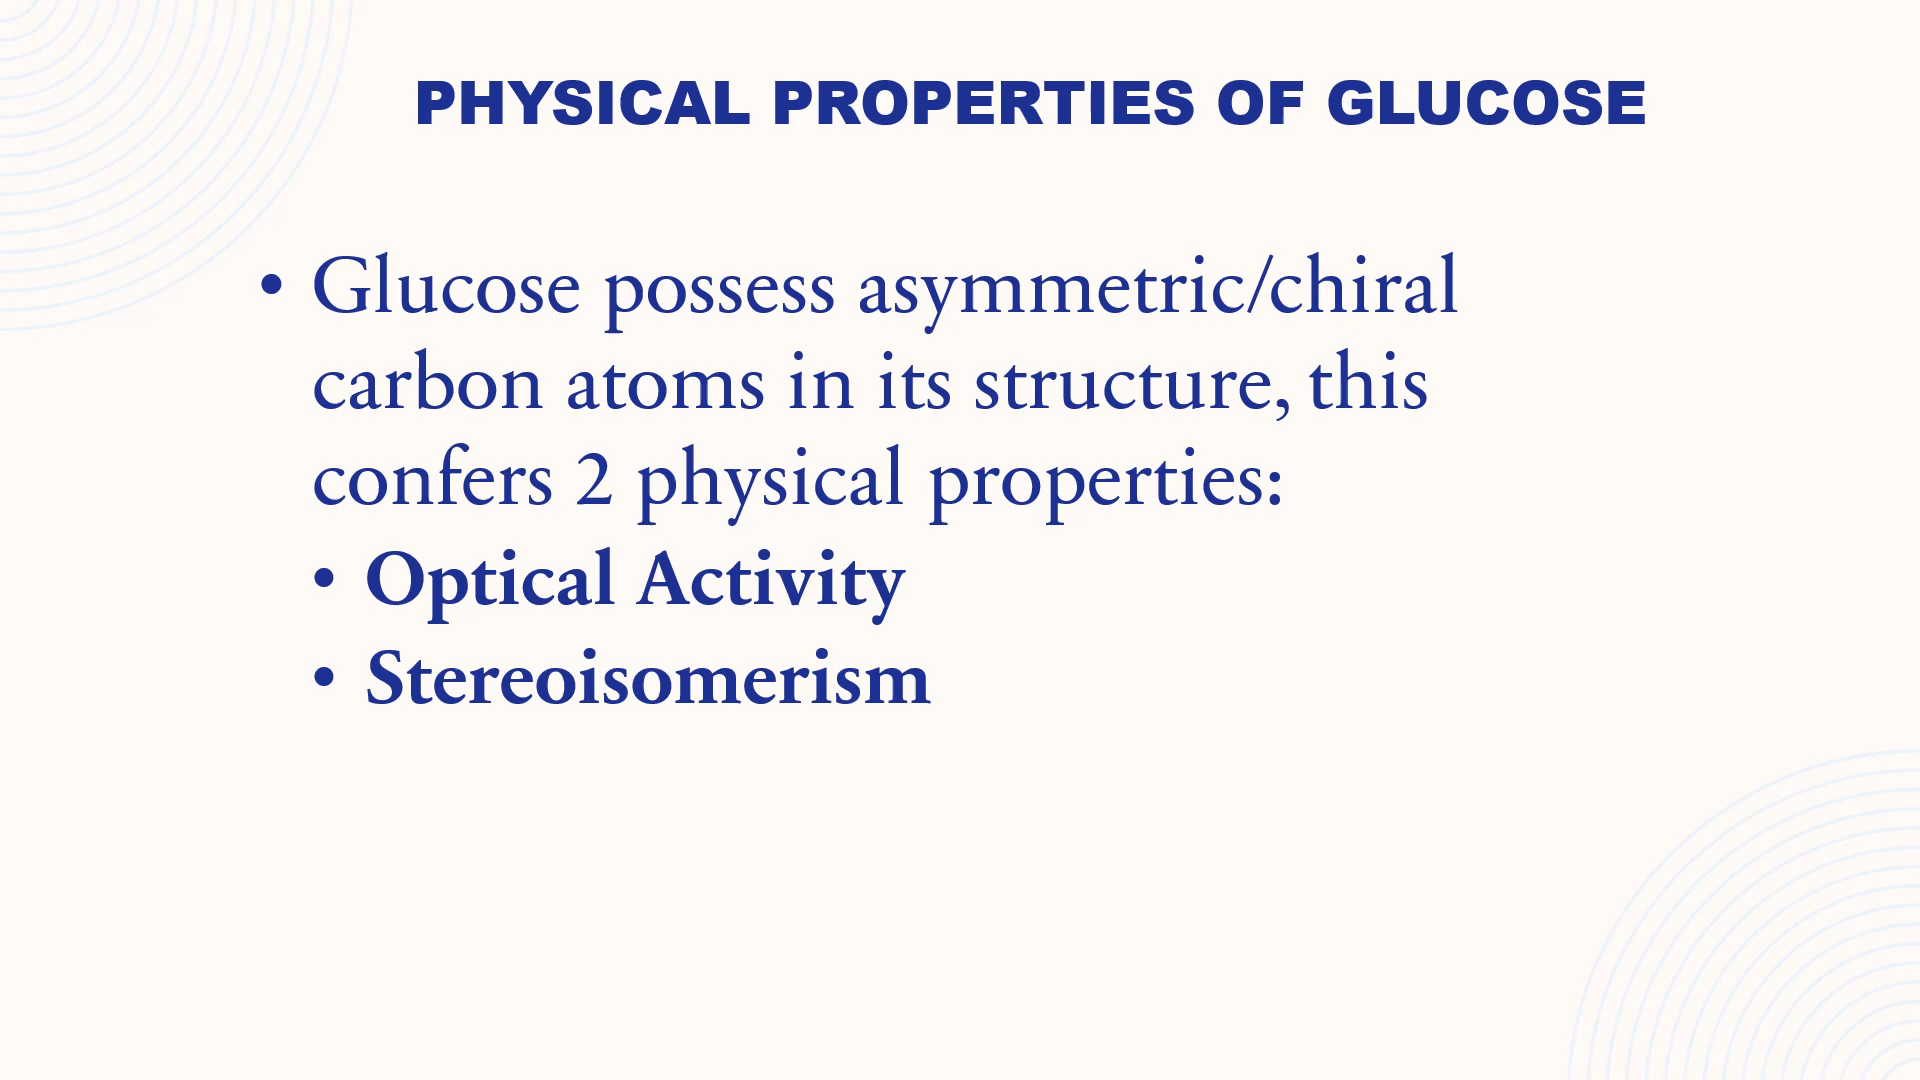 PHYSICAL PROPERTIES OF GLUCOSE
• Glucose possess asymmetric/chiral
carbon atoms in its structure, this
confers 2 physical properties:
• Optical Activity
• Stereoisomerism